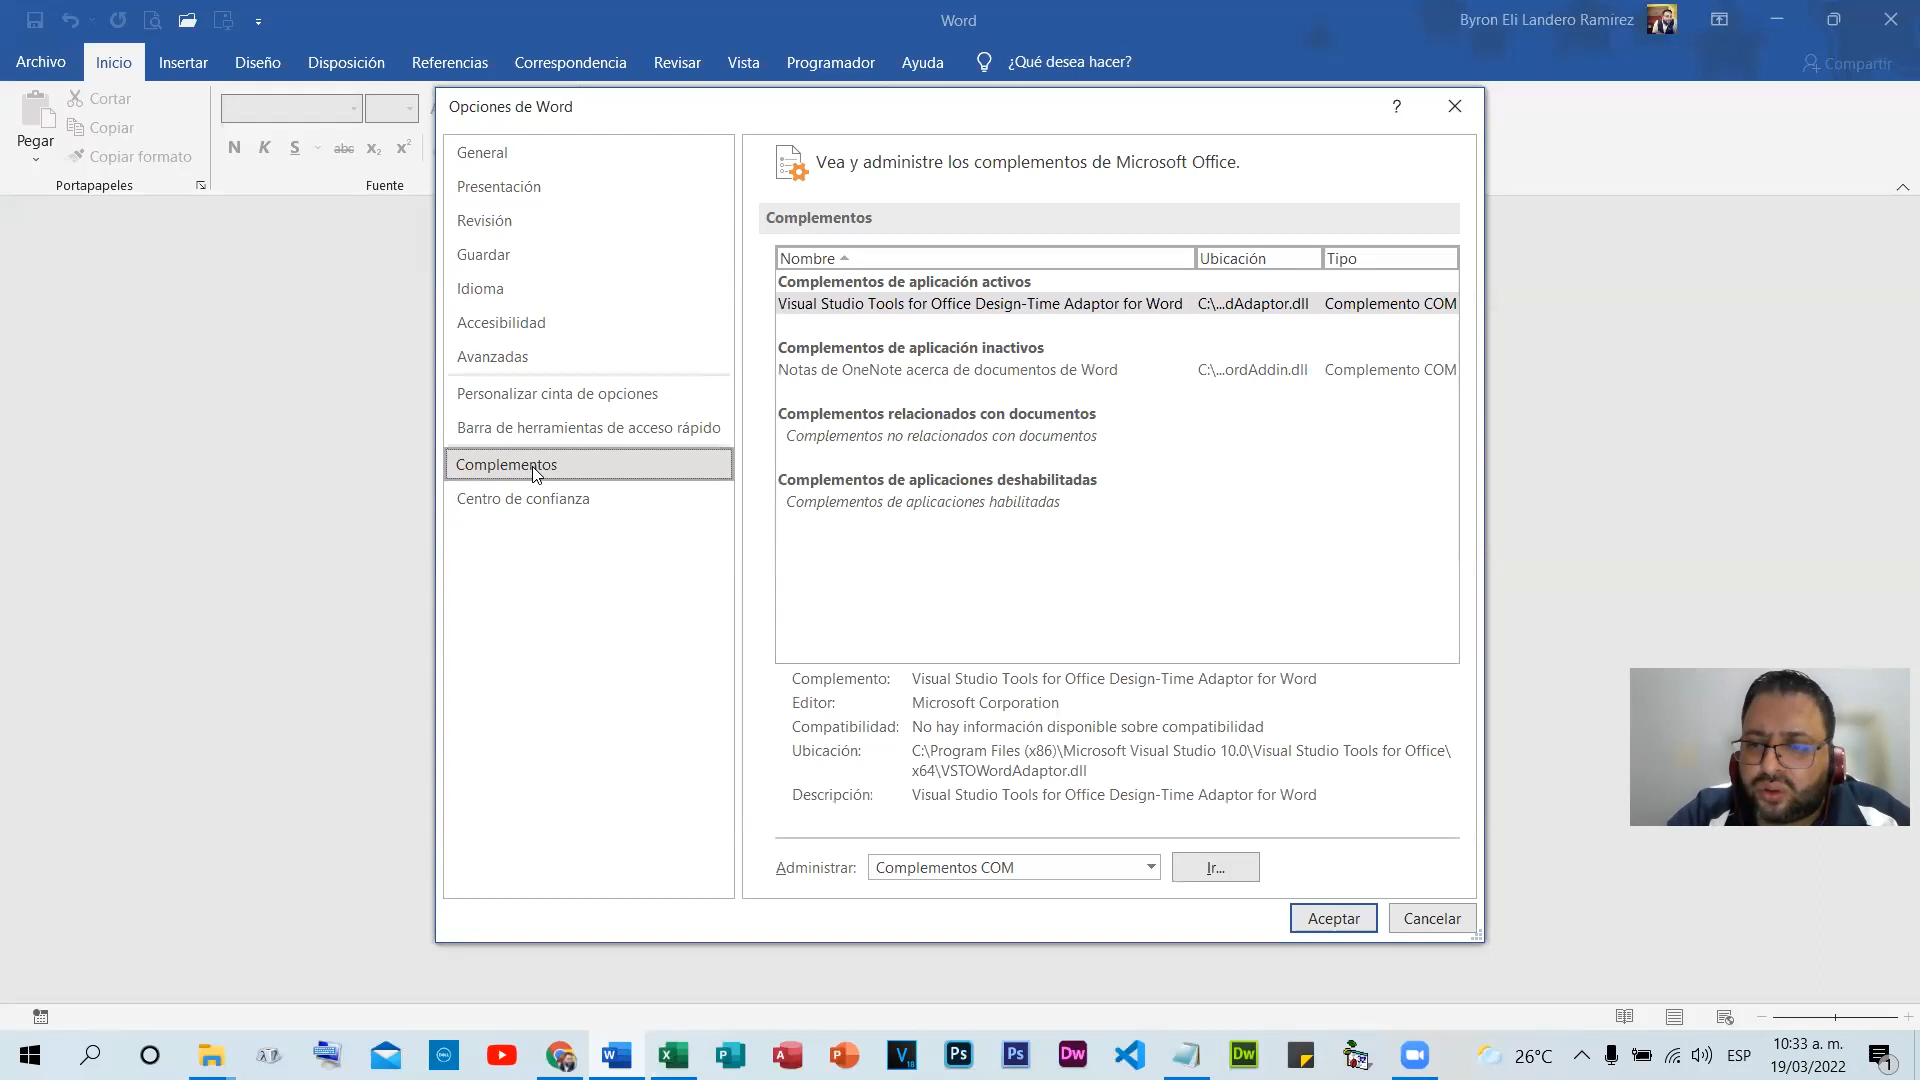 Word
Byron Eli Landero Ramirez
Archivo
Inicio
Insertar
Diseño
Disposición
Referencias
Correspondencia
Revisar
Vista
Programador
Ayuda
¿Qué desea hacer?
Compartir
Pegar
Cortar
Copiar
Copiar formato
Portapapeles
N K S abc x₂ x²
Fuente
Opciones de Word
?
General
Presentación
Revisión
Guardar
Idioma
Accesibilidad
Avanzadas
Personalizar cinta de opciones
Barra de herramientas de acceso rápido
Complementos
Centro de confianza
Vea y administre los complementos de Microsoft Office.
Complementos
Nombre Ubicación Tipo
Complementos de aplicación activos
Visual Studio Tools for Office Design-Time Adaptor for Word C:\...dAdaptor.dll Complemento COM
Complementos de aplicación inactivos
Notas de OneNote acerca de documentos de Word C:\...ordAddin.dll Complemento COM
Complementos relacionados con documentos
Complementos no relacionados con documentos
Complementos de aplicaciones deshabilitadas
Complementos de aplicaciones habilitadas
Complemento: Visual Studio Tools for Office Design-Time Adaptor for Word
Editor: Microsoft Corporation
Compatibilidad: No hay información disponible sobre compatibilidad
Ubicación: C:\Program Files (x86)\Microsoft Visual Studio 10.0\Visual Studio Tools for Office\
x64\VSTOWordAdaptor.dll
Descripción: Visual Studio Tools for Office Design-Time Adaptor for Word
Administrar: Complementos COM Ir...
Aceptar Cancelar
26°C
ESP
10:33 a. m.
19/03/2022
1